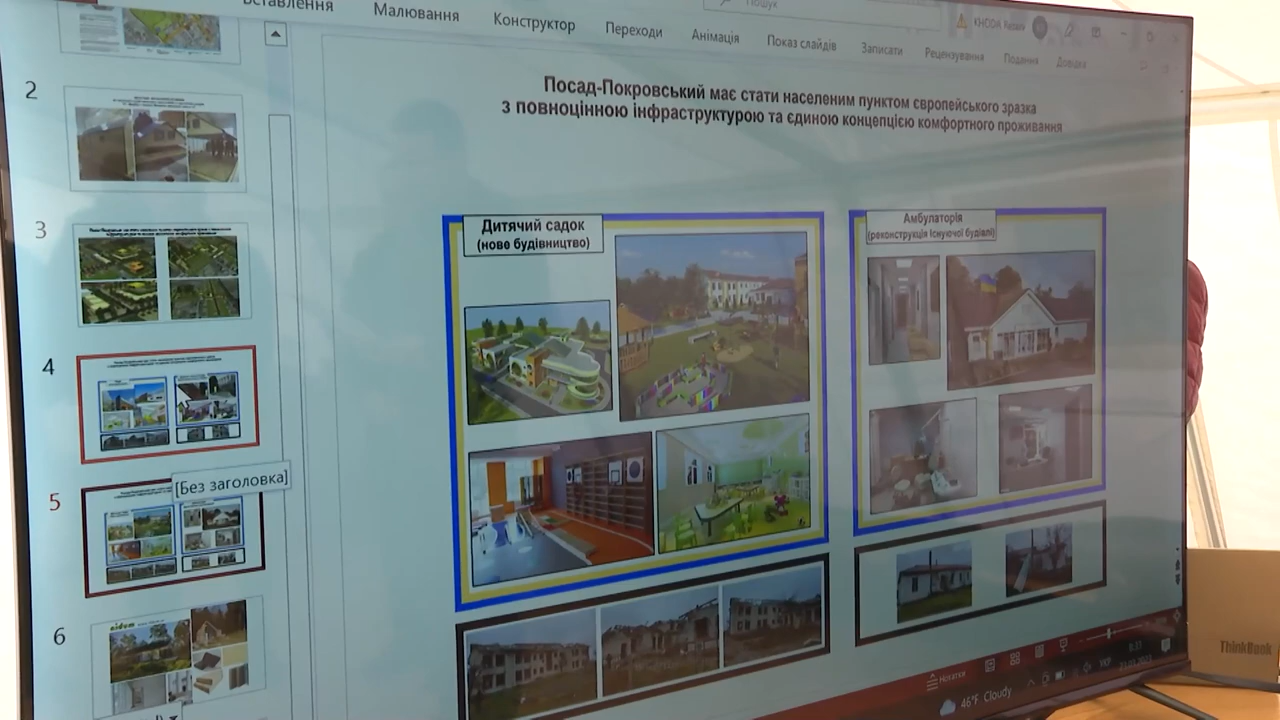 Вставлення
Малювання
Конструктор
Переходи
Анімація
Показ слайдів
Записати
Рецензування
Подання
Довідка
Пошук
2
3
4
5
6
[Без заголовка]
Посад-Покровський має стати населеним пунктом європейського зразка
з повноцінною інфраструктурою та єдиною концепцією комфортного проживання
Дитячий садок
(нове будівництво)
Амбулаторія
(реконструкція існуючої будівлі)
Нотатки
46°F Cloudy
УКР
ThinkBook